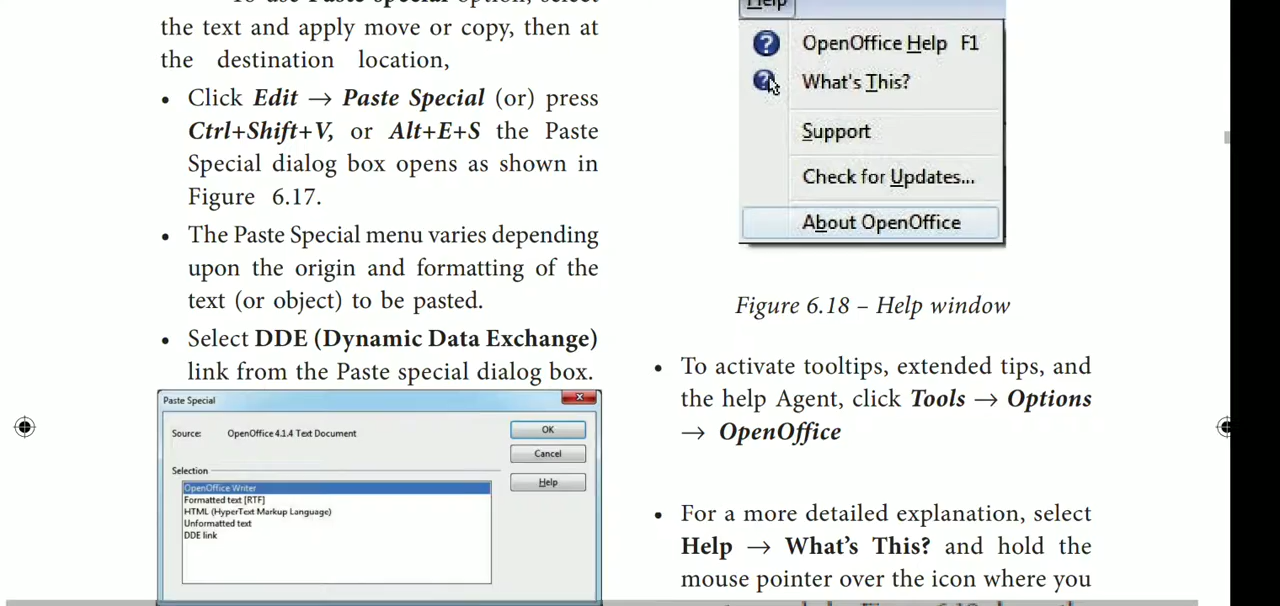 To use Paste special option, select
the text and apply move or copy, then at
the destination location,
• Click Edit → Paste Special (or) press
Ctrl+Shift+V, or Alt+E+S the Paste
Special dialog box opens as shown in
Figure 6.17.
• The Paste Special menu varies depending
upon the origin and formatting of the
text (or object) to be pasted.
• Select DDE (Dynamic Data Exchange)
link from the Paste special dialog box.
Paste Special
Source: OpenOffice 4.1.4 Text Document
OK
Cancel
Help
Selection
OpenOffice Writer
Formatted text [RTF]
HTML (HyperText Markup Language)
Unformatted text
DDE link
Help
OpenOffice Help F1
What's This?
Support
Check for Updates...
About OpenOffice
Figure 6.18 – Help window
• To activate tooltips, extended tips, and
the help Agent, click Tools → Options
→ OpenOffice
• For a more detailed explanation, select
Help → What’s This? and hold the
mouse pointer over the icon where you